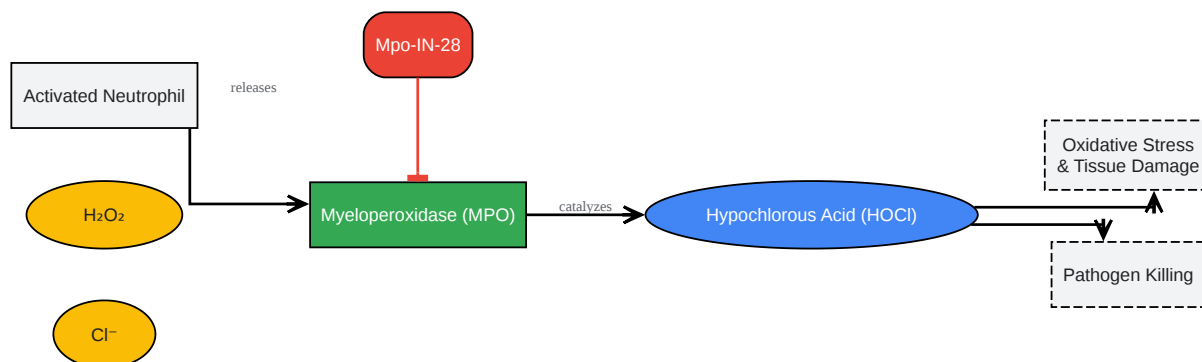 Mpo-IN-28
Activated Neutrophil
releases
H₂O₂
Myeloperoxidase (MPO)
catalyzes
Hypochlorous Acid (HOCl)
Oxidative Stress
& Tissue Damage
Pathogen Killing
Cl⁻